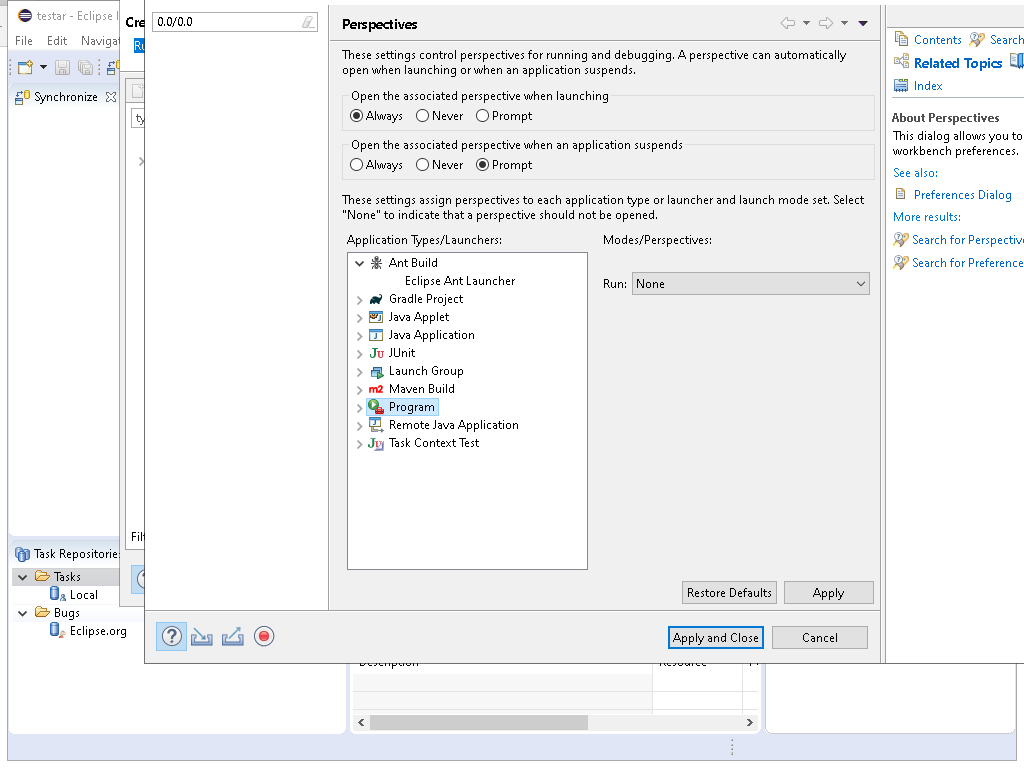 testar - Eclipse I
File Edit Navigat
Synchronize
Cre
Ru
ty
Filt
0.0/0.0
Perspectives
These settings control perspectives for running and debugging. A perspective can automatically
open when launching or when an application suspends.
Open the associated perspective when launching
Always Never Prompt
Open the associated perspective when an application suspends
Always Never Prompt
These settings assign perspectives to each application type or launcher and launch mode set. Select
"None" to indicate that a perspective should not be opened.
Application Types/Launchers:
Modes/Perspectives:
Ant Build
Eclipse Ant Launcher
Gradle Project
Java Applet
Java Application
JUnit
Launch Group
Maven Build
Program
Remote Java Application
Task Context Test
Run: None
Restore Defaults Apply
Apply and Close Cancel
Contents Search
Related Topics
Index
About Perspectives
This dialog allows you to
workbench preferences.
See also:
Preferences Dialog
More results:
Search for Perspective
Search for Preference
Task Repositorie
Tasks
Local
Bugs
Eclipse.org
Description Resource